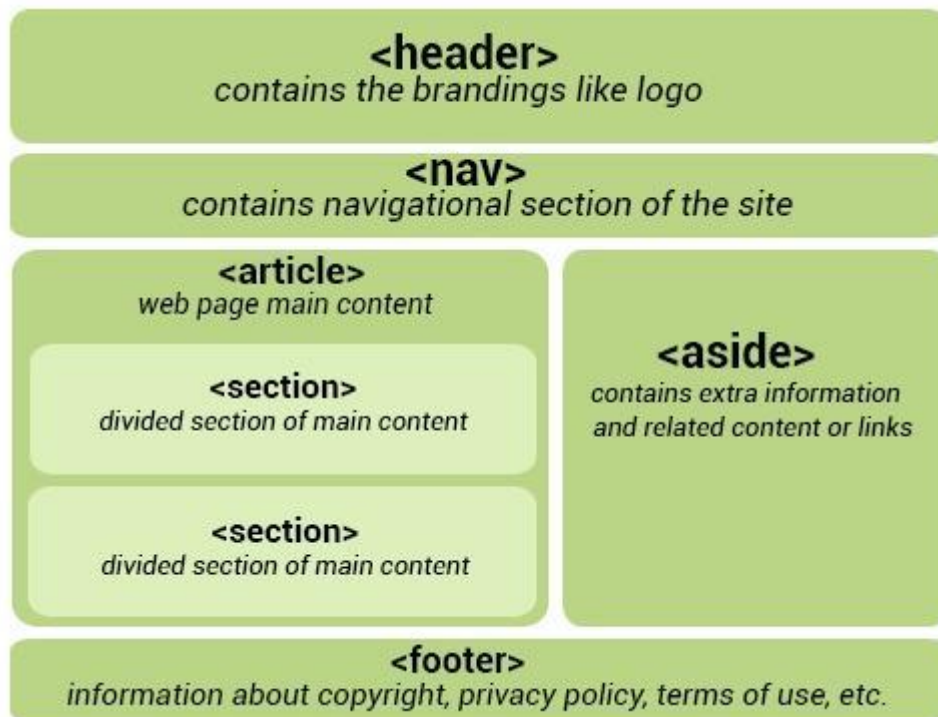 <header>
contains the brandings like logo
<nav>
contains navigational section of the site
<article>
web page main content
<section>
divided section of main content
<section>
divided section of main content
<aside>
contains extra information
and related content or links
<footer>
information about copyright, privacy policy, terms of use, etc.